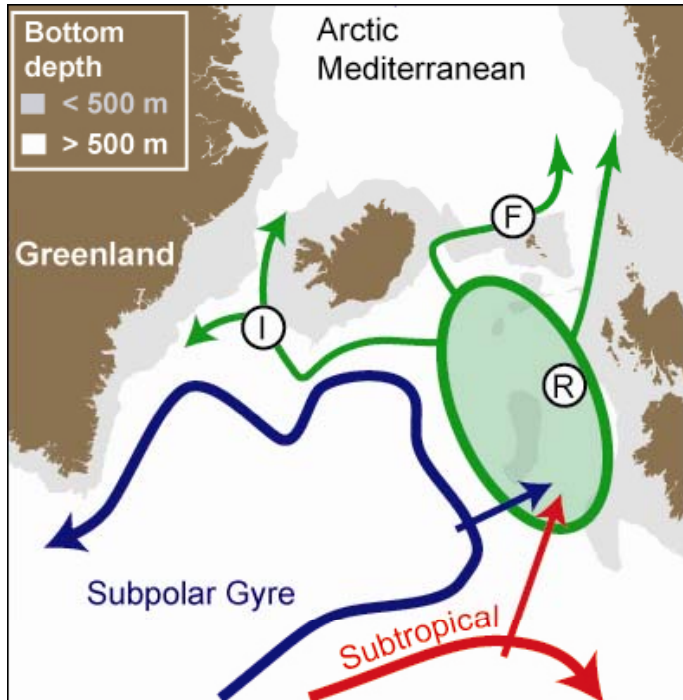 Bottom
depth
< 500 m
> 500 m
Arctic
Mediterranean
F
Greenland
I
R
Subpolar Gyre
Subtropical